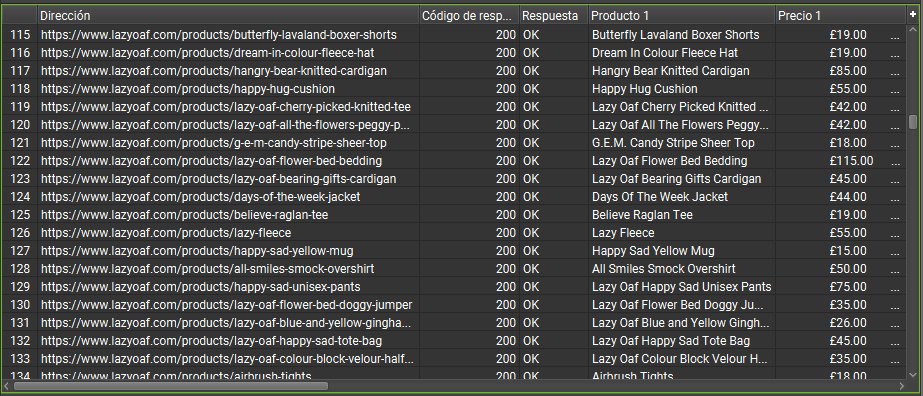 Dirección Código de resp... Respuesta Producto 1 Precio 1 +
115 https://www.lazyoaf.com/products/butterfly-lavaland-boxer-shorts 200 OK Butterfly Lavaland Boxer Shorts £19.00 ...
116 https://www.lazyoaf.com/products/dream-in-colour-fleece-hat 200 OK Dream In Colour Fleece Hat £19.00 ...
117 https://www.lazyoaf.com/products/hangry-bear-knitted-cardigan 200 OK Hangry Bear Knitted Cardigan £85.00 ...
118 https://www.lazyoaf.com/products/happy-hug-cushion 200 OK Happy Hug Cushion £55.00 ...
119 https://www.lazyoaf.com/products/lazy-oaf-cherry-picked-knitted-tee 200 OK Lazy Oaf Cherry Picked Knitted ... £42.00 ...
120 https://www.lazyoaf.com/products/lazy-oaf-all-the-flowers-peggy-p... 200 OK Lazy Oaf All The Flowers Peggy... £42.00 ...
121 https://www.lazyoaf.com/products/g-e-m-candy-stripe-sheer-top 200 OK G.E.M. Candy Stripe Sheer Top £18.00 ...
122 https://www.lazyoaf.com/products/lazy-oaf-flower-bed-bedding 200 OK Lazy Oaf Flower Bed Bedding £115.00 ...
123 https://www.lazyoaf.com/products/lazy-oaf-bearing-gifts-cardigan 200 OK Lazy Oaf Bearing Gifts Cardigan £45.00 ...
124 https://www.lazyoaf.com/products/days-of-the-week-jacket 200 OK Days Of The Week Jacket £44.00 ...
125 https://www.lazyoaf.com/products/believe-raglan-tee 200 OK Believe Raglan Tee £19.00 ...
126 https://www.lazyoaf.com/products/lazy-fleece 200 OK Lazy Fleece £55.00 ...
127 https://www.lazyoaf.com/products/happy-sad-yellow-mug 200 OK Happy Sad Yellow Mug £15.00 ...
128 https://www.lazyoaf.com/products/all-smiles-smock-overshirt 200 OK All Smiles Smock Overshirt £50.00 ...
129 https://www.lazyoaf.com/products/happy-sad-unisex-pants 200 OK Lazy Oaf Happy Sad Unisex Pants £75.00 ...
130 https://www.lazyoaf.com/products/lazy-oaf-flower-bed-doggy-jumper 200 OK Lazy Oaf Flower Bed Doggy Ju... £35.00 ...
131 https://www.lazyoaf.com/products/lazy-oaf-blue-and-yellow-gingha... 200 OK Lazy Oaf Blue and Yellow Gingh... £26.00 ...
132 https://www.lazyoaf.com/products/lazy-oaf-happy-sad-tote-bag 200 OK Lazy Oaf Happy Sad Tote Bag £45.00 ...
133 https://www.lazyoaf.com/products/lazy-oaf-colour-block-velour-half... 200 OK Lazy Oaf Colour Block Velour H... £35.00 ...
134 https://www.lazyoaf.com/products/airbrush-tights 200 OK Airbrush Tights £18.00 ...